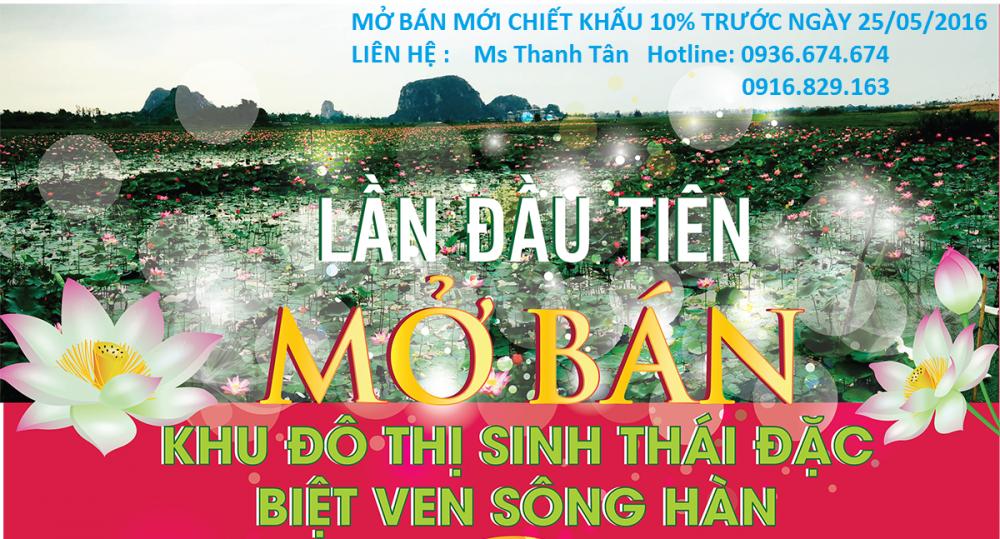 MỞ BÁN MỚI CHIẾT KHẤU 10% TRƯỚC NGÀY 25/05/2016
LIÊN HỆ : Ms Thanh Tân Hotline: 0936.674.674
0916.829.163
LẦN ĐẦU TIÊN
MỞ BÁN
KHU ĐÔ THỊ SINH THÁI ĐẶC
BIỆT VEN SÔNG HÀN